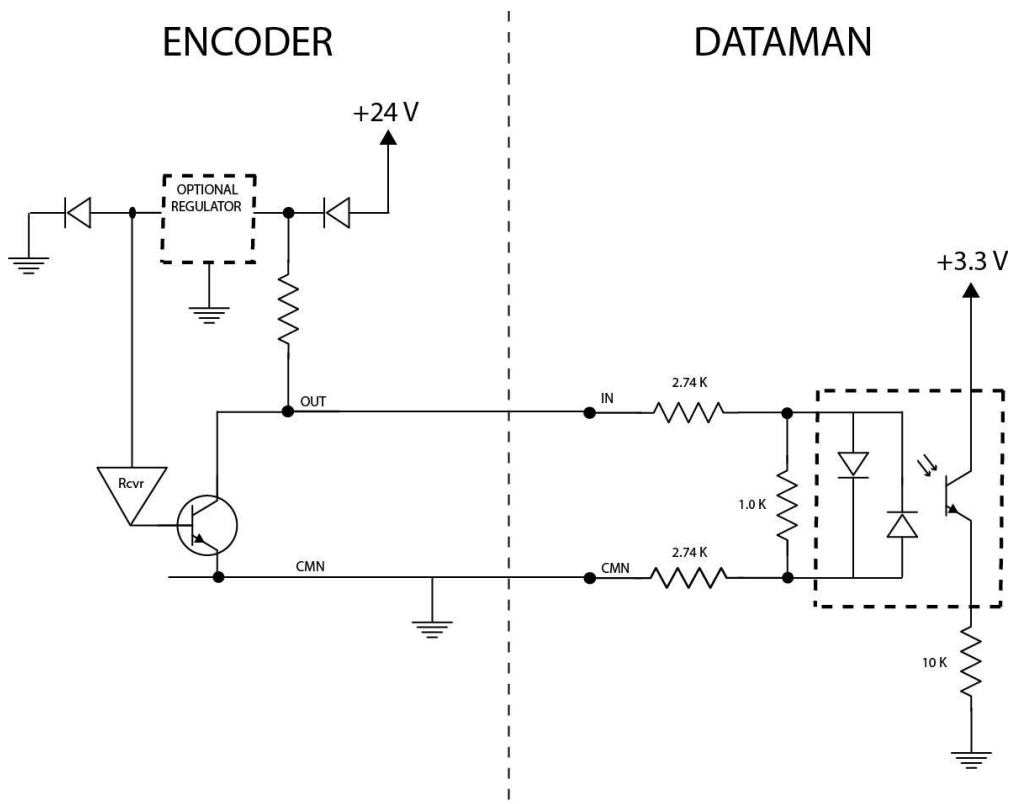 ENCODER
DATAMAN
+24 V
OPTIONAL
REGULATOR
+3.3 V
OUT
IN
2.74 K
Rcvr
1.0 K
CMN
CMN
2.74 K
10 K